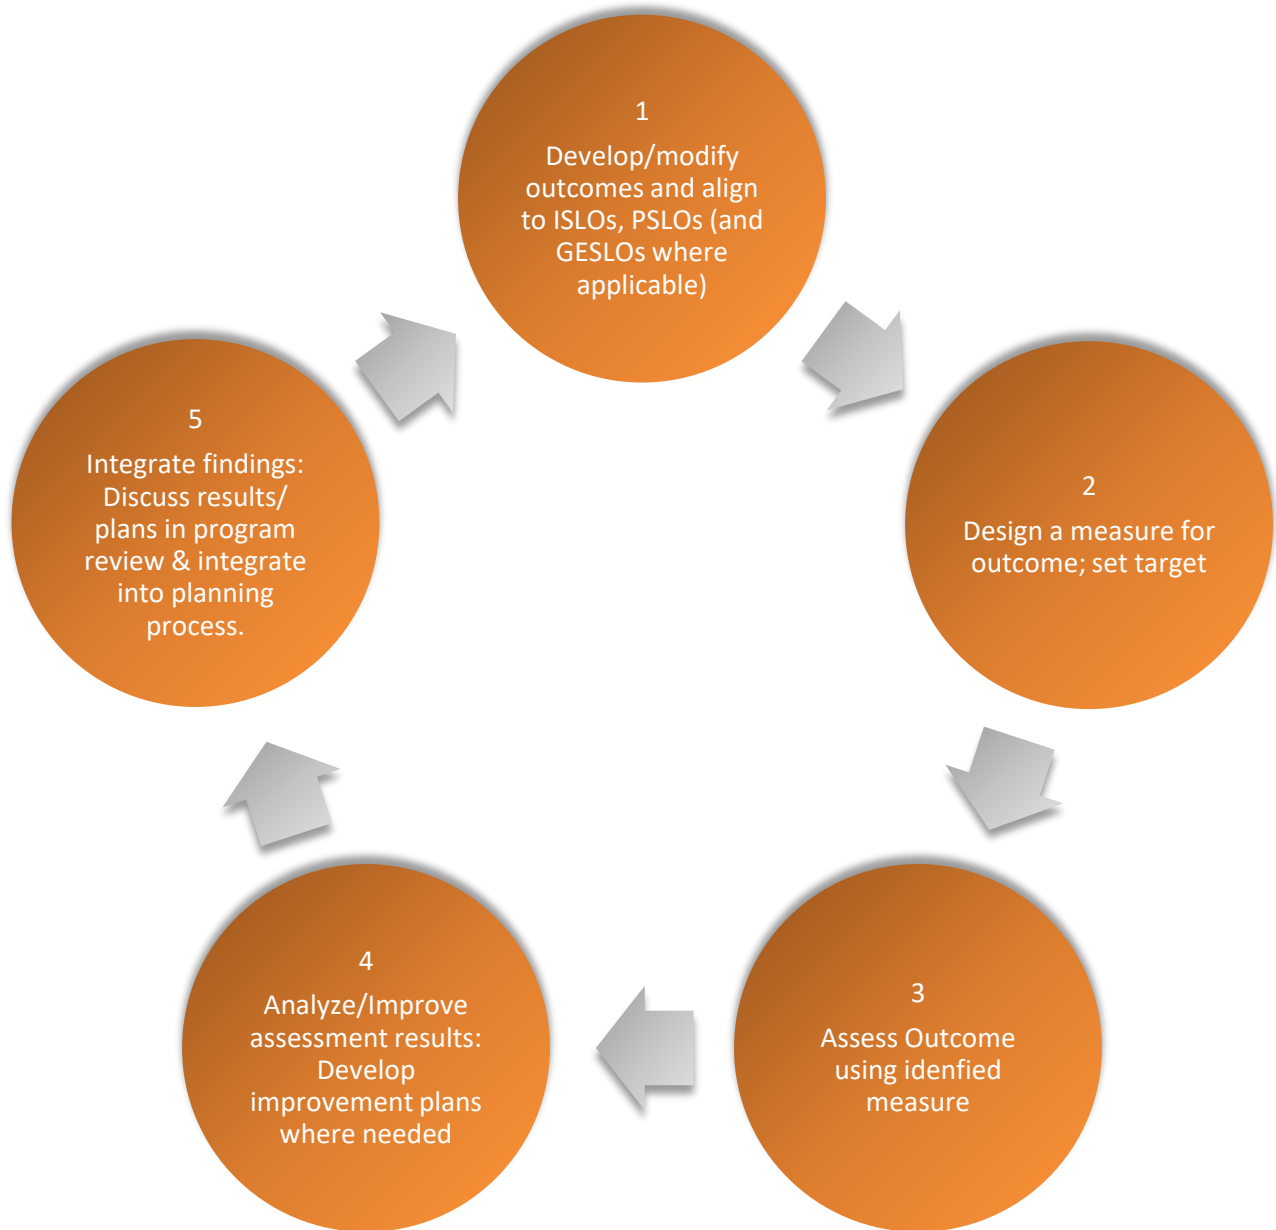 1
Develop/modify
outcomes and align
to ISLOs, PSLOs (and
GESLOs where
applicable)
2
Design a measure for
outcome; set target
3
Assess Outcome
using idenfied
measure
4
Analyze/Improve
assessment results:
Develop
improvement plans
where needed
5
Integrate findings:
Discuss results/
plans in program
review & integrate
into planning
process.